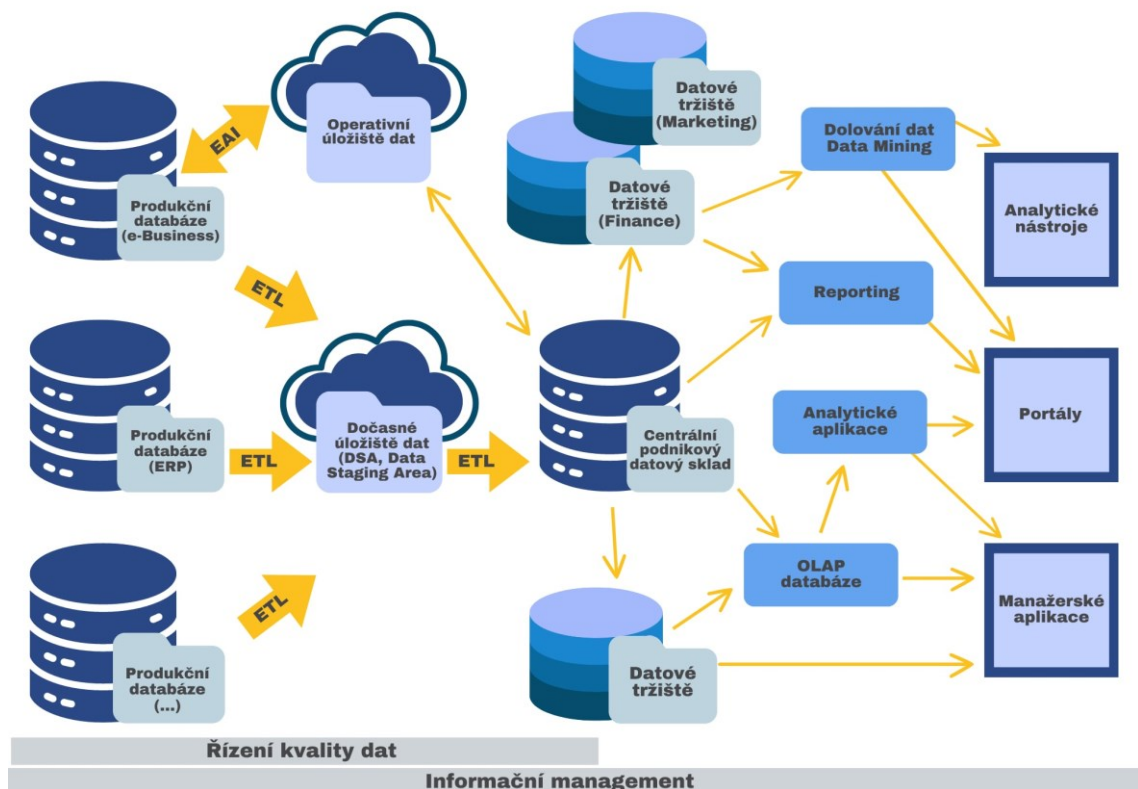 Datové
tržiště
(Marketing)
Dolování dat
Data Mining
Operativní
úložiště dat
EAI
Produkční
databáze
(e-Business)
Datové
tržiště
(Finance)
Analytické
nástroje
ETL
Reporting
Dočasné
úložiště dat
(DSA, Data
Staging Area)
Analytické
aplikace
Portály
Produkční
databáze
(ERP)
ETL
ETL
Centrální
podnikový
datový sklad
OLAP
databáze
ETL
Manažerské
aplikace
Produkční
databáze
(...)
Datové
tržiště
Řízení kvality dat
Informační management